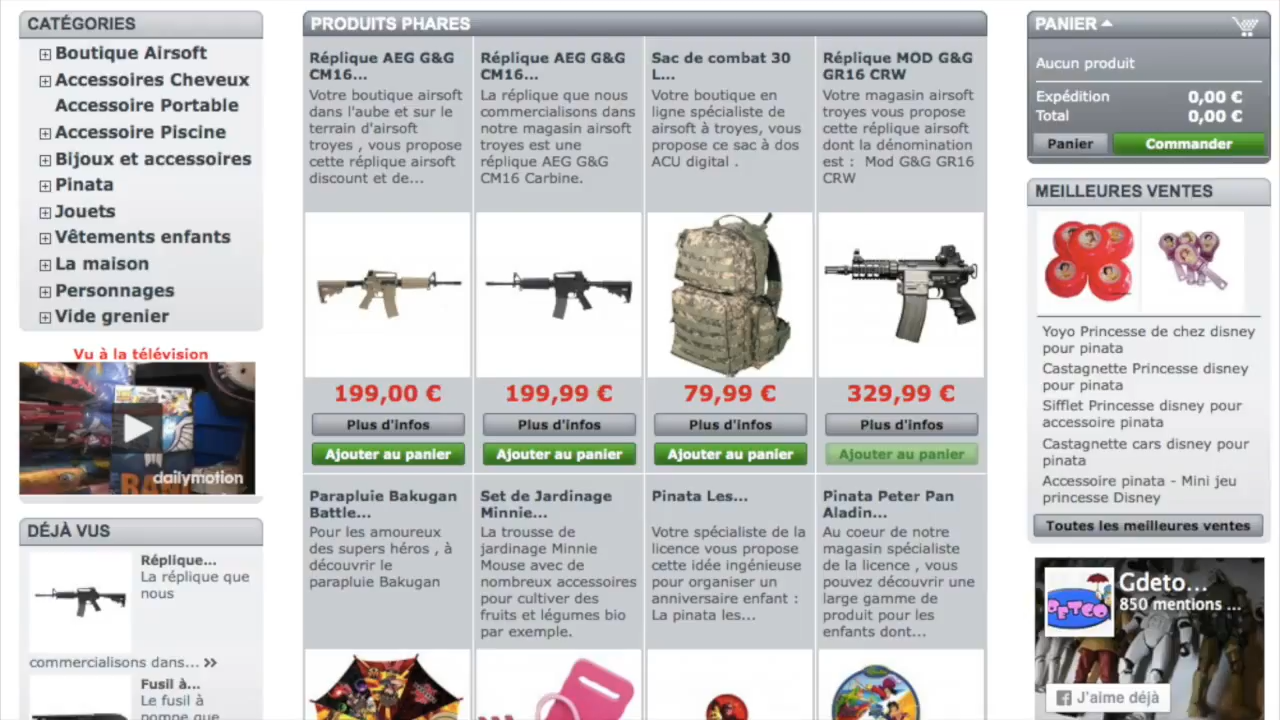 CATÉGORIES
Boutique Airsoft
Accessoires Cheveux
Accessoire Portable
Accessoire Piscine
Bijoux et accessoires
Pinata
Jouets
Vêtements enfants
La maison
Personnages
Vide grenier
Vu à la télévision
dailymotion
DÉJÀ VUS
Réplique...
La réplique que
nous
commercialisons dans... »
Fusil à...
Le fusil à
pompe que
PRODUITS PHARES
Réplique AEG G&G
CM16...
Votre boutique airsoft
dans l'aube et sur le
terrain d'airsoft
troyes , vous propose
cette réplique airsoft
discount et de...
199,00 €
Plus d'infos
Ajouter au panier
Réplique AEG G&G
CM16...
La réplique que nous
commercialisons dans
notre magasin airsoft
troyes est une
réplique AEG G&G
CM16 Carbine.
199,99 €
Plus d'infos
Ajouter au panier
Sac de combat 30
L...
Votre boutique en
ligne spécialiste de
airsoft à troyes, vous
propose ce sac à dos
ACU digital .
79,99 €
Plus d'infos
Ajouter au panier
Réplique MOD G&G
GR16 CRW
Votre magasin airsoft
troyes vous propose
cette réplique airsoft
dont la dénomination
est : Mod G&G GR16
CRW
329,99 €
Plus d'infos
Ajouter au panier
Parapluie Bakugan
Battle...
Pour les amoureux
des supers héros , à
découvrir le
parapluie Bakugan
Set de Jardinage
Minnie...
La trousse de
jardinage Minnie
Mouse avec de
nombreux accessoires
pour cultiver des
fruits et légumes bio
par exemple.
Pinata Les...
Votre spécialiste de la
licence vous propose
cette idée ingénieuse
pour organiser un
anniversaire enfant :
La pinata les...
Pinata Peter Pan
Aladin...
Au coeur de notre
magasin spécialiste
de la licence , vous
pouvez découvrir une
large gamme de
produit pour les
enfants dont...
PANIER
Aucun produit
Expédition 0,00 €
Total 0,00 €
Panier Commander
MEILLEURES VENTES
Yoyo Princesse de chez disney
pour pinata
Castagnette Princesse disney
pour pinata
Sifflet Princesse disney pour
accessoire pinata
Castagnette cars disney pour
pinata
Accessoire pinata - Mini jeu
princesse Disney
Toutes les meilleures ventes
Gdeto...
850 mentions ...
J'aime déjà